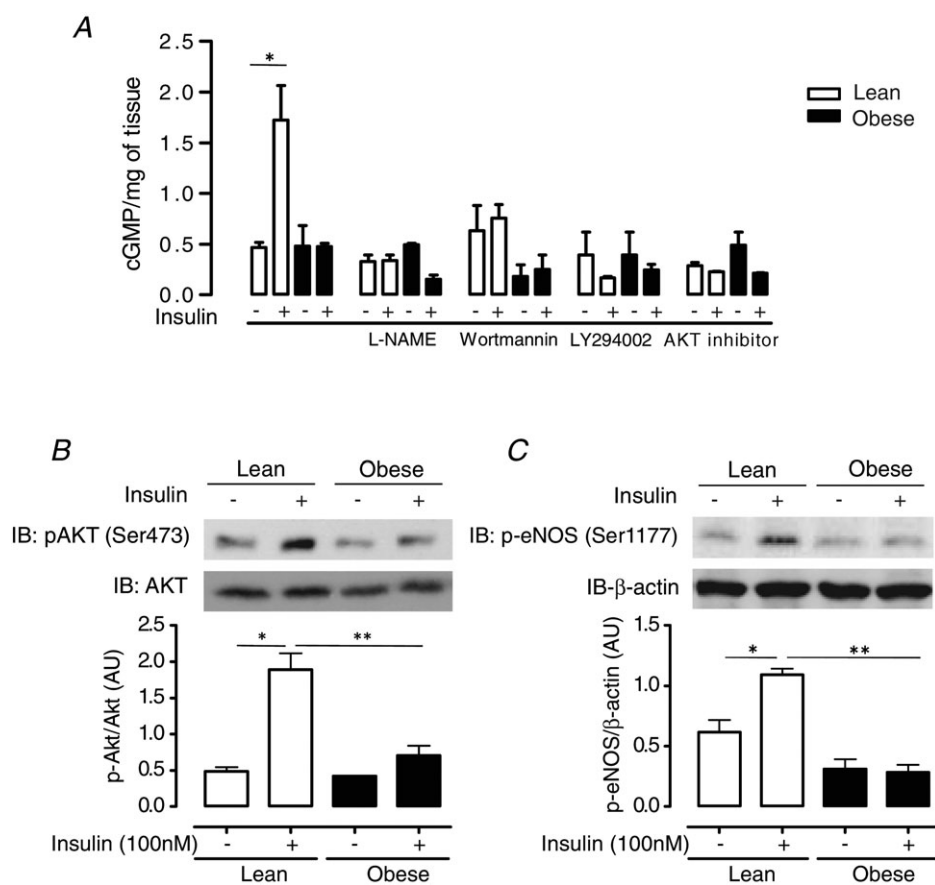 A
cGMP/mg of tissue
2.5
2.0
1.5
1.0
0.5
0.0
*
Lean
Obese
Insulin - + - + - + - + - + - + - + - + - + - +
L-NAME Wortmannin LY294002 AKT inhibitor
B
Lean Obese
Insulin - + - +
IB: pAKT (Ser473)
IB: AKT
p-Akt/Akt (AU)
2.5
2.0
1.5
1.0
0.5
0.0
* **
Insulin (100nM) - + - +
Lean Obese
C
Lean Obese
Insulin - + - +
IB: p-eNOS (Ser1177)
IB-β-actin
p-eNOS/β-actin (AU)
1.5
1.0
0.5
0.0
* **
Insulin (100nM) - + - +
Lean Obese